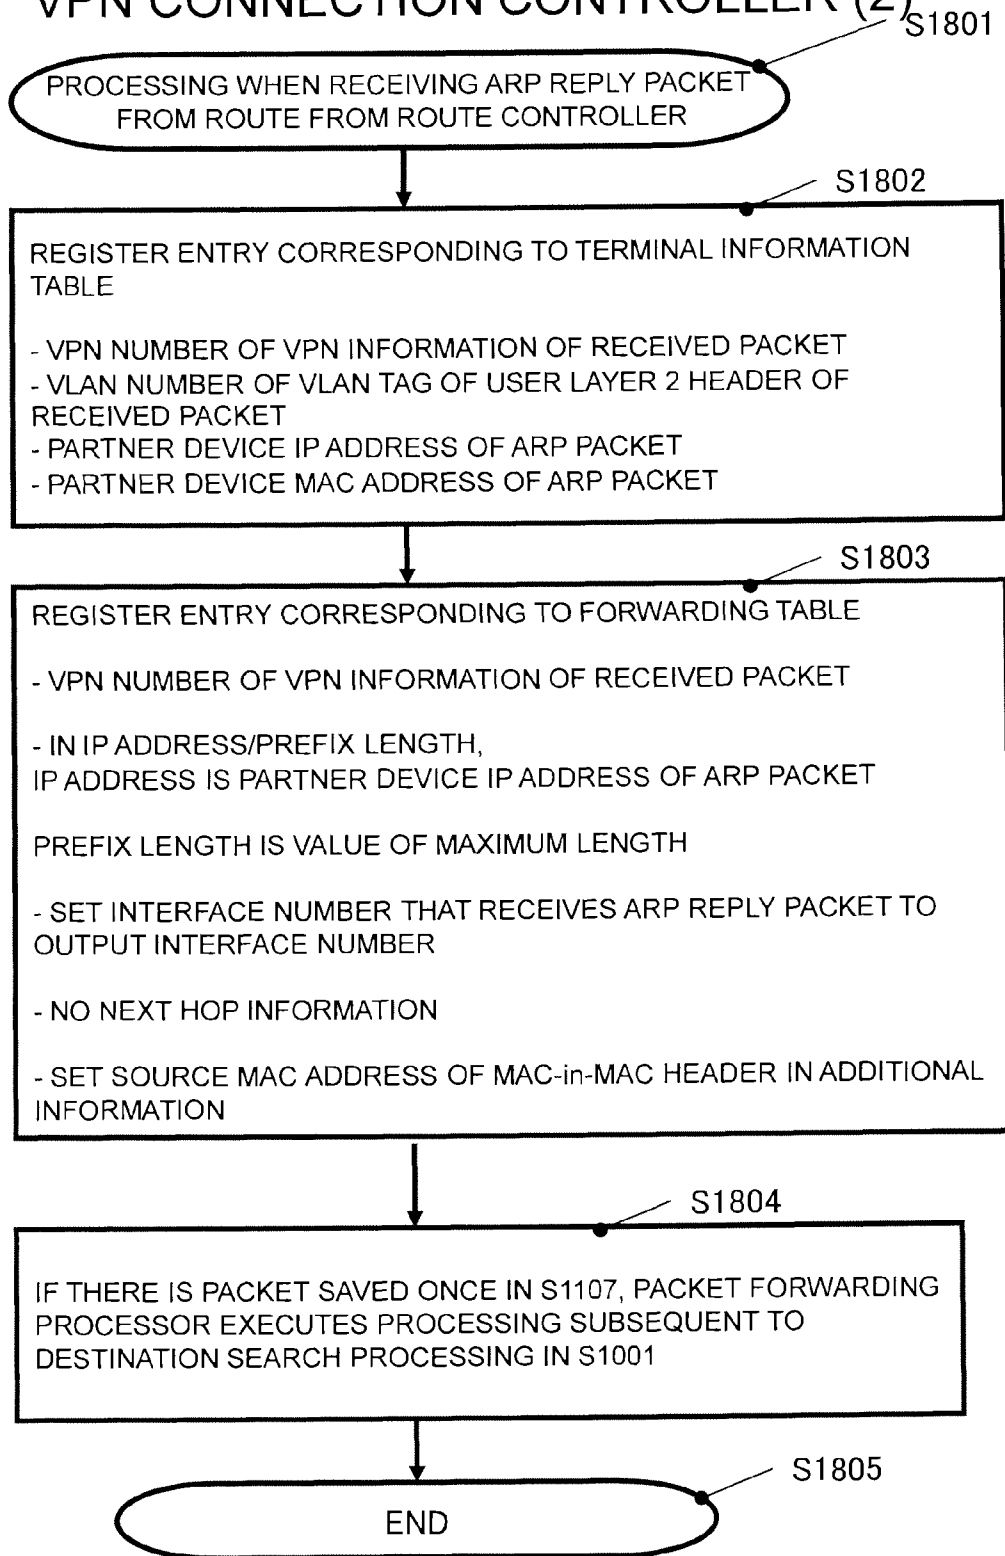 VPN CONNECTION CONTROLLER (2)
S1801
PROCESSING WHEN RECEIVING ARP REPLY PACKET
FROM ROUTE FROM ROUTE CONTROLLER
S1802
REGISTER ENTRY CORRESPONDING TO TERMINAL INFORMATION
TABLE
- VPN NUMBER OF VPN INFORMATION OF RECEIVED PACKET
- VLAN NUMBER OF VLAN TAG OF USER LAYER 2 HEADER OF
RECEIVED PACKET
- PARTNER DEVICE IP ADDRESS OF ARP PACKET
- PARTNER DEVICE MAC ADDRESS OF ARP PACKET
S1803
REGISTER ENTRY CORRESPONDING TO FORWARDING TABLE
- VPN NUMBER OF VPN INFORMATION OF RECEIVED PACKET
- IN IP ADDRESS/PREFIX LENGTH,
IP ADDRESS IS PARTNER DEVICE IP ADDRESS OF ARP PACKET
PREFIX LENGTH IS VALUE OF MAXIMUM LENGTH
- SET INTERFACE NUMBER THAT RECEIVES ARP REPLY PACKET TO
OUTPUT INTERFACE NUMBER
- NO NEXT HOP INFORMATION
- SET SOURCE MAC ADDRESS OF MAC-in-MAC HEADER IN ADDITIONAL
INFORMATION
S1804
IF THERE IS PACKET SAVED ONCE IN S1107, PACKET FORWARDING
PROCESSOR EXECUTES PROCESSING SUBSEQUENT TO
DESTINATION SEARCH PROCESSING IN S1001
S1805
END